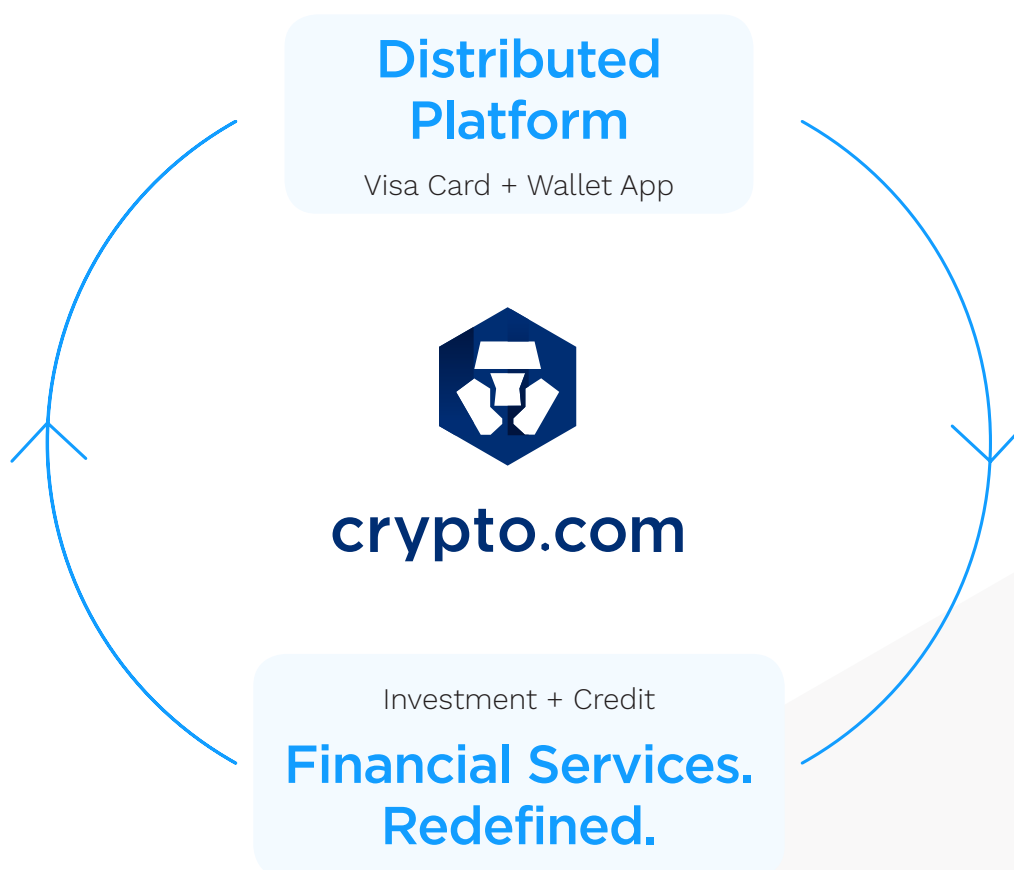 Distributed
Platform
Visa Card + Wallet App
crypto.com
Investment + Credit
Financial Services.
Redefined.